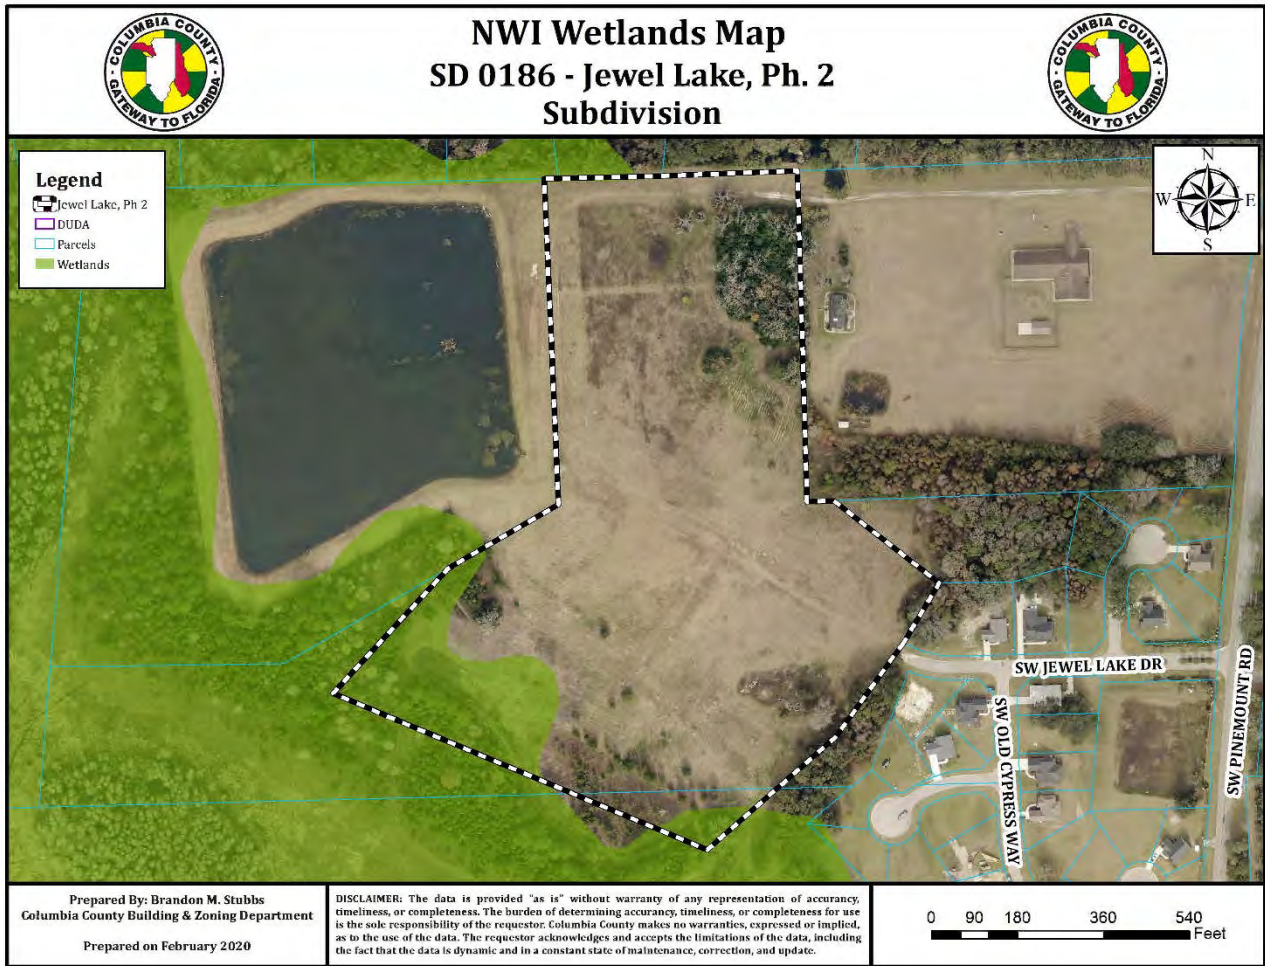 NWI Wetlands Map
SD 0186 - Jewel Lake, Ph. 2
Subdivision
COLUMBIA COUNTY
GATEWAY TO FLORIDA
COLUMBIA COUNTY
GATEWAY TO FLORIDA
Legend
Jewel Lake, Ph 2
DUDA
Parcels
Wetlands
N
W E
S
SW JEWEL LAKE DR
SW OLD CYPRESS WAY
SW PINEMOUNT RD
Prepared By: Brandon M. Stubbs
Columbia County Building & Zoning Department
Prepared on February 2020
DISCLAIMER: The data is provided "as is" without warranty of any representation of accuracy,
timeliness, or completeness. The burden of determining accuracy, timeliness, or completeness for use
is the sole responsibility of the requestor. Columbia County makes no warranties, expressed or implied,
as to the use of the data. The requestor acknowledges and accepts the limitations of the data, including
the fact that the data is dynamic and in a constant state of maintenance, correction, and update.
0 90 180 360 540
Feet